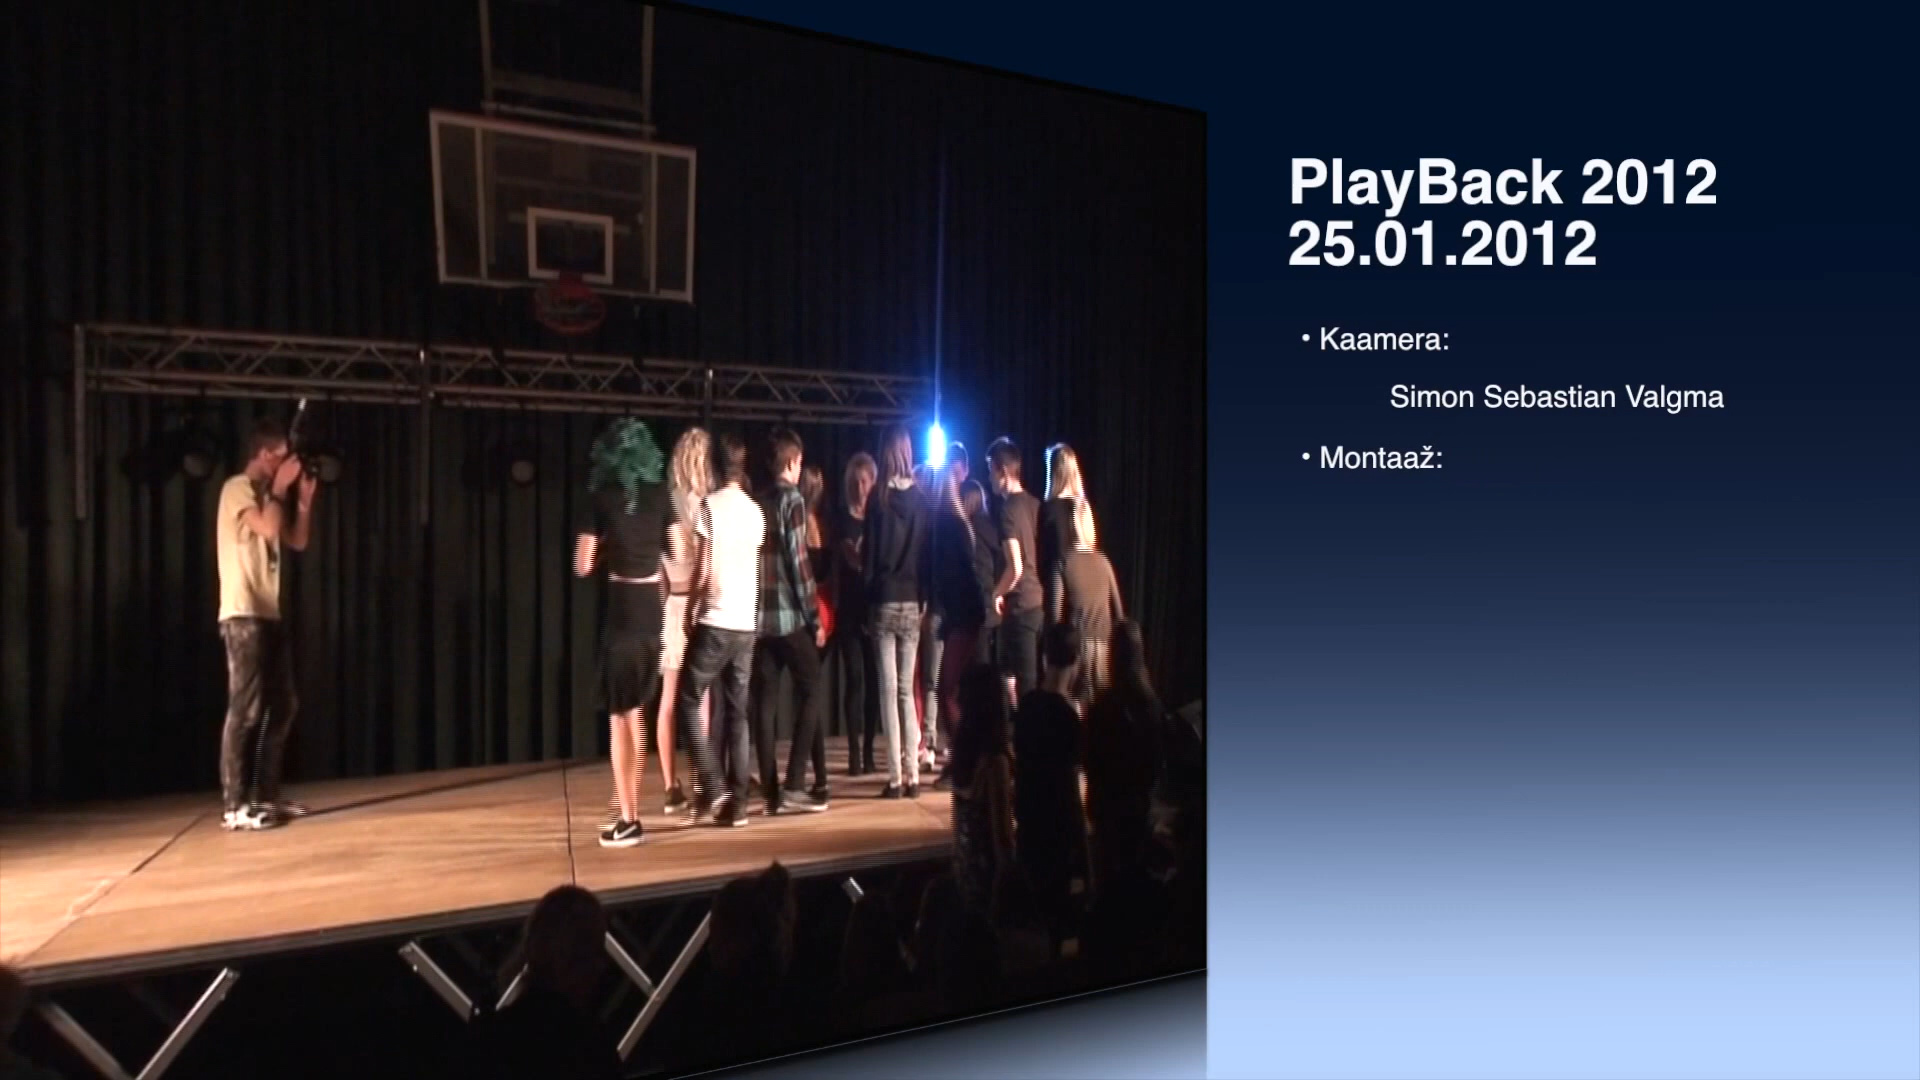 PlayBack 2012
25.01.2012
• Kaamera:
Simon Sebastian Valgma
• Montaaž: